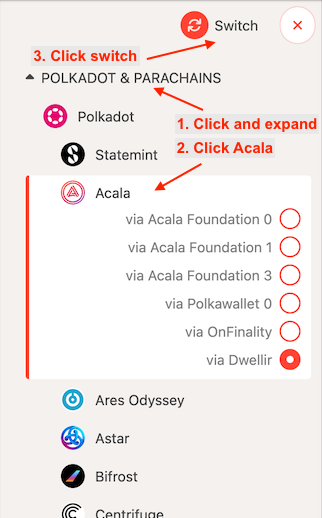 Switch
3. Click switch
POLKADOT & PARACHAINS
Polkadot
1. Click and expand
2. Click Acala
Statemint
Acala
via Acala Foundation 0
via Acala Foundation 1
via Acala Foundation 3
via Polkawallet 0
via OnFinality
via Dwellir
Ares Odyssey
Astar
Bifrost
Centrifuge